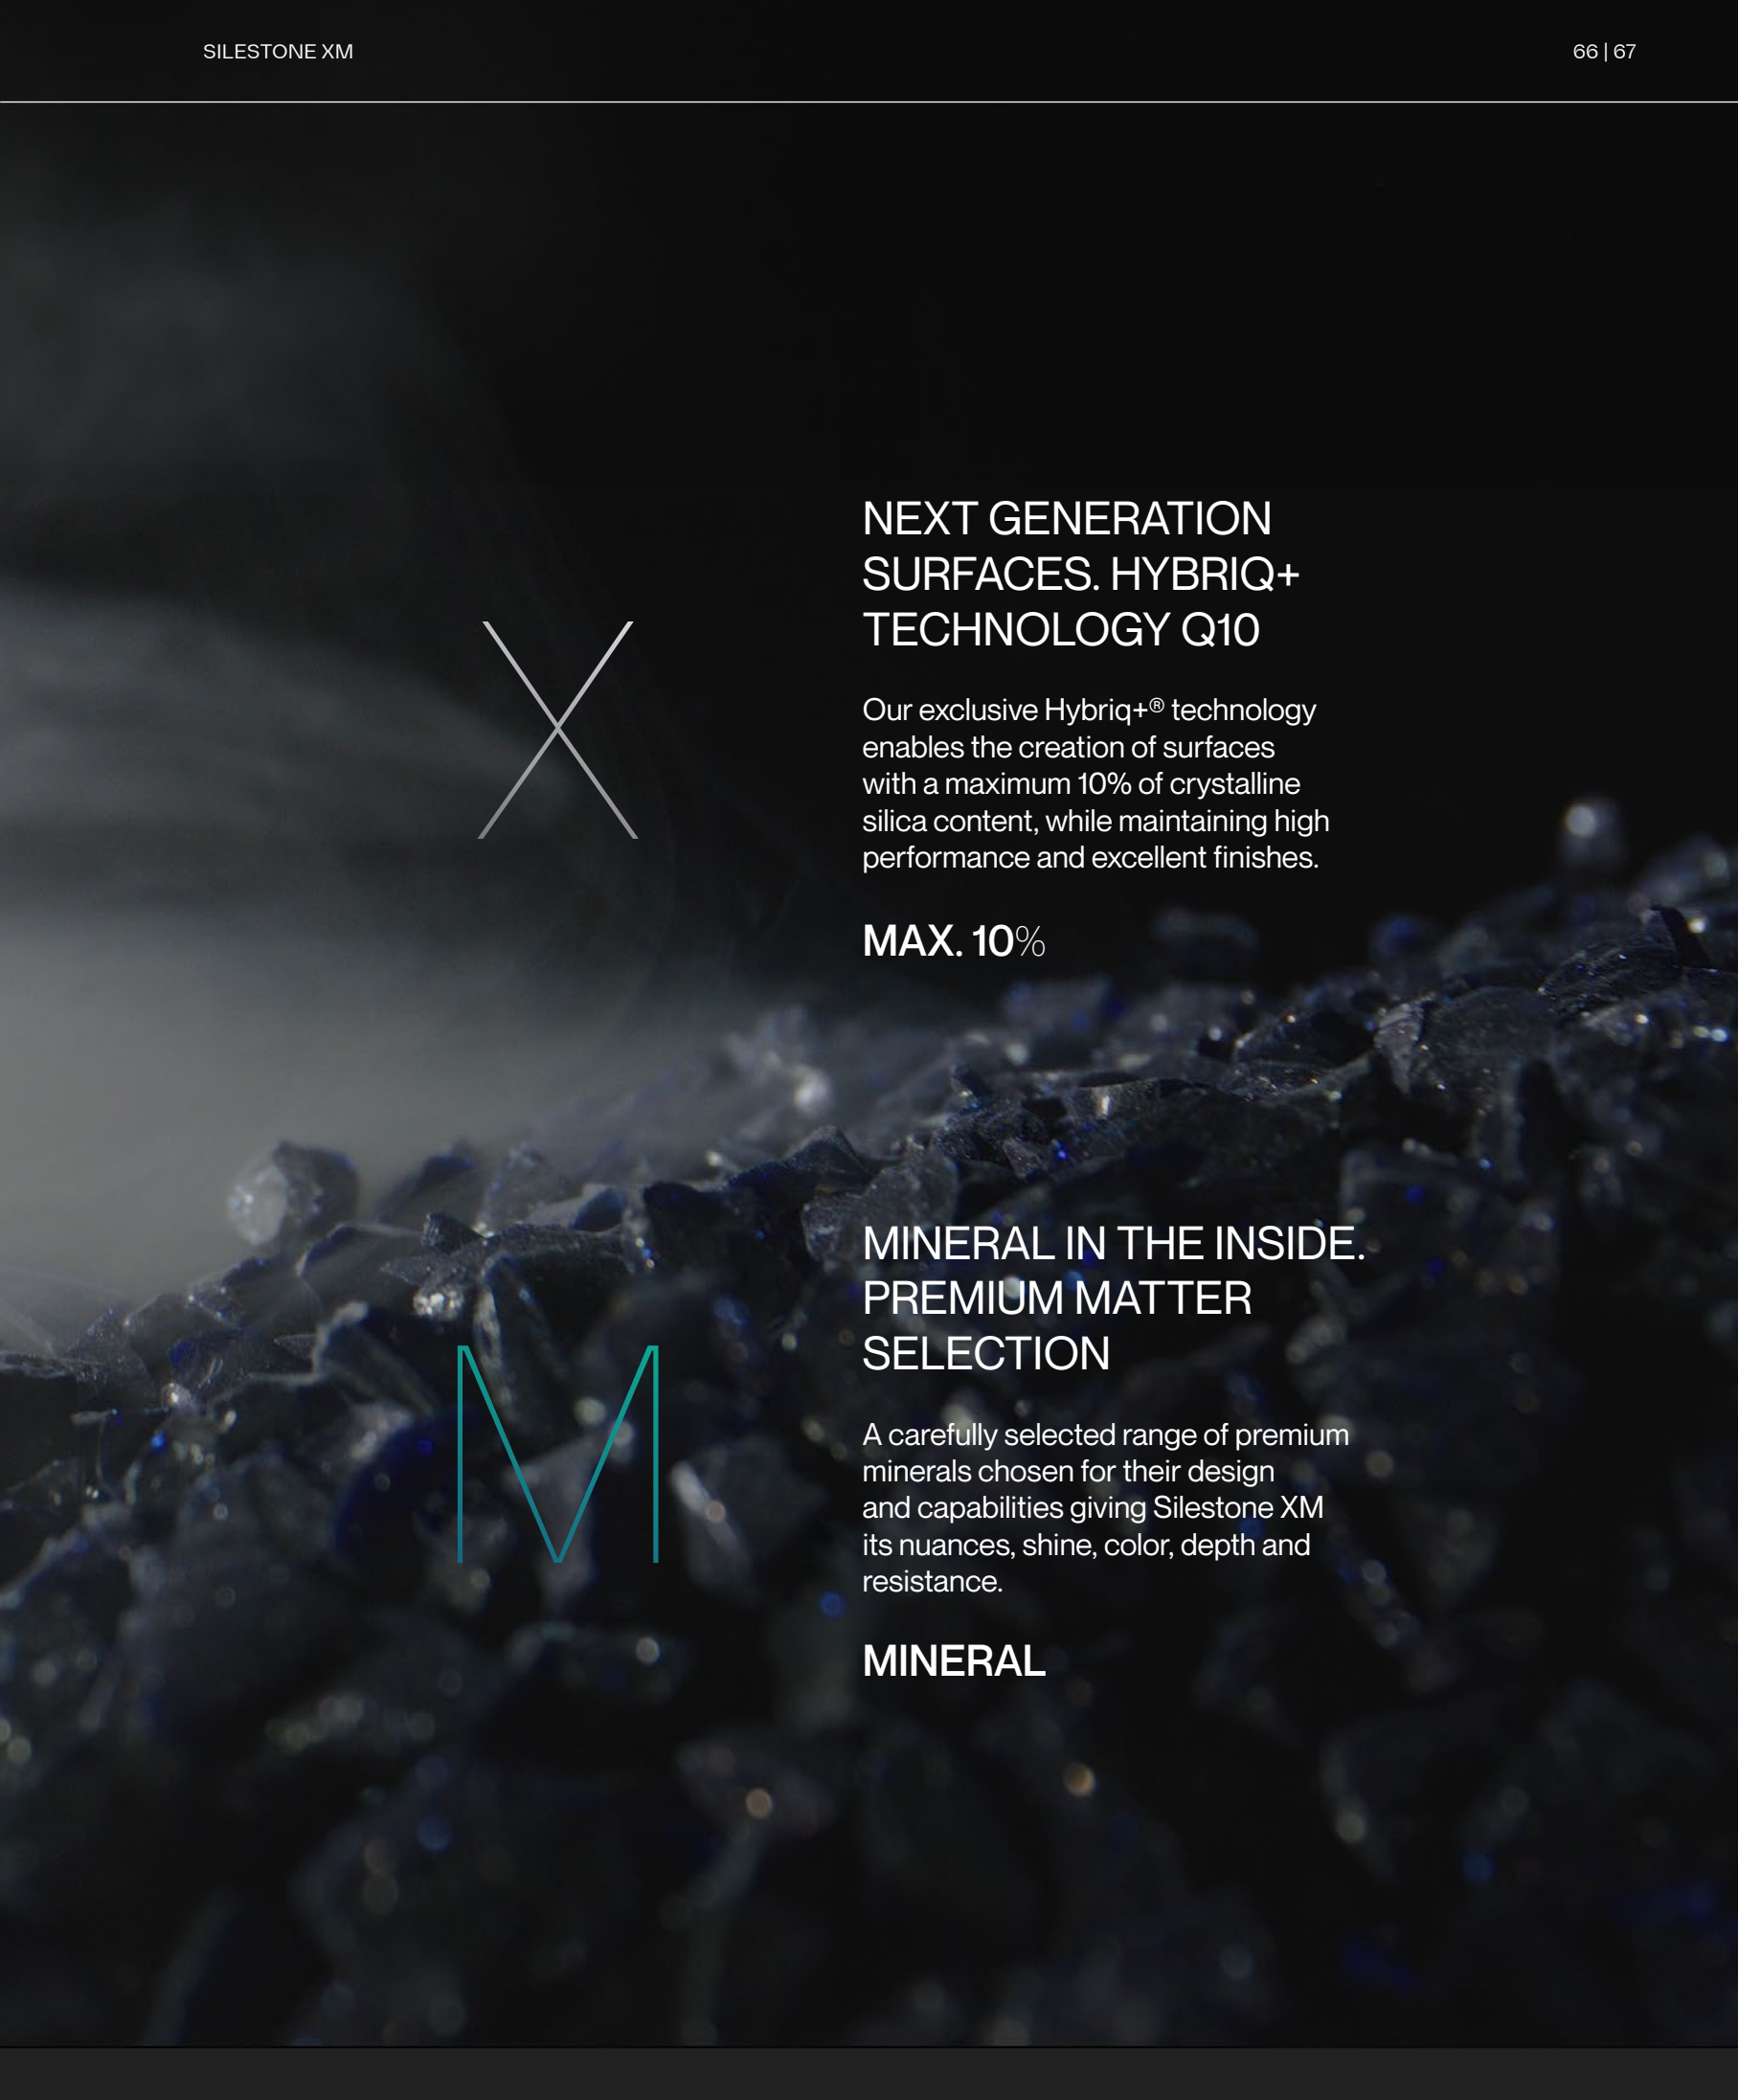 SILESTONE XM
66 | 67
X
NEXT GENERATION
SURFACES. HYBRIQ+
TECHNOLOGY Q10
Our exclusive Hybriq+® technology
enables the creation of surfaces
with a maximum 10% of crystalline
silica content, while maintaining high
performance and excellent finishes.
MAX. 10%
M
MINERAL IN THE INSIDE.
PREMIUM MATTER
SELECTION
A carefully selected range of premium
minerals chosen for their design
and capabilities giving Silestone XM
its nuances, shine, color, depth and
resistance.
MINERAL